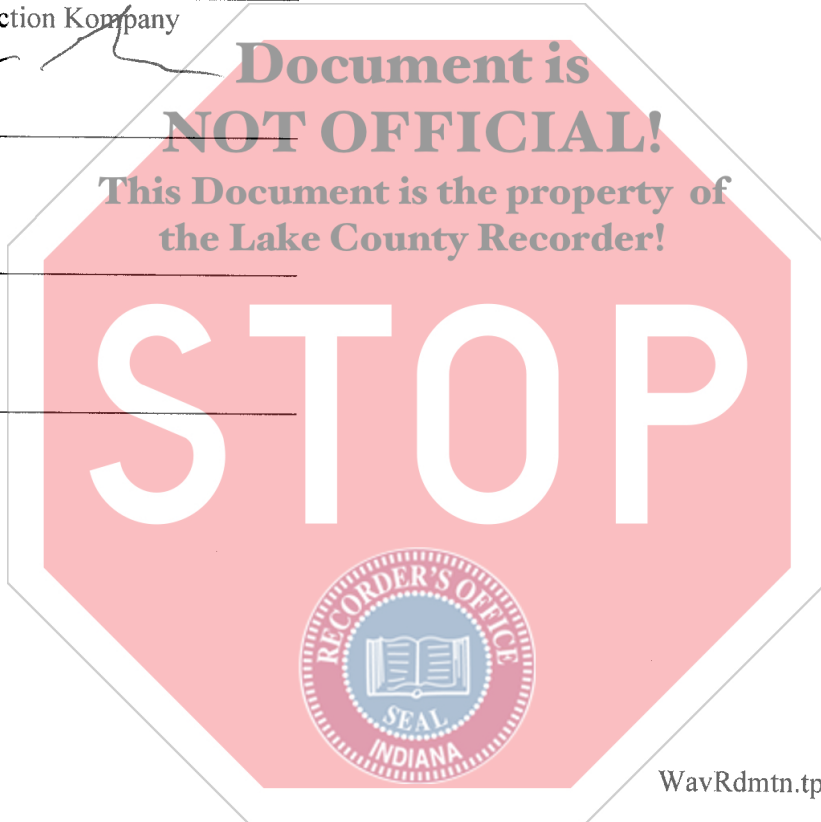 ction Kompany
Document is
NOT OFFICIAL!
This Document is the property of
the Lake County Recorder!
STOP
RECORDER'S OFFICE
SEAL
INDIANA
WavRdmtn.tp